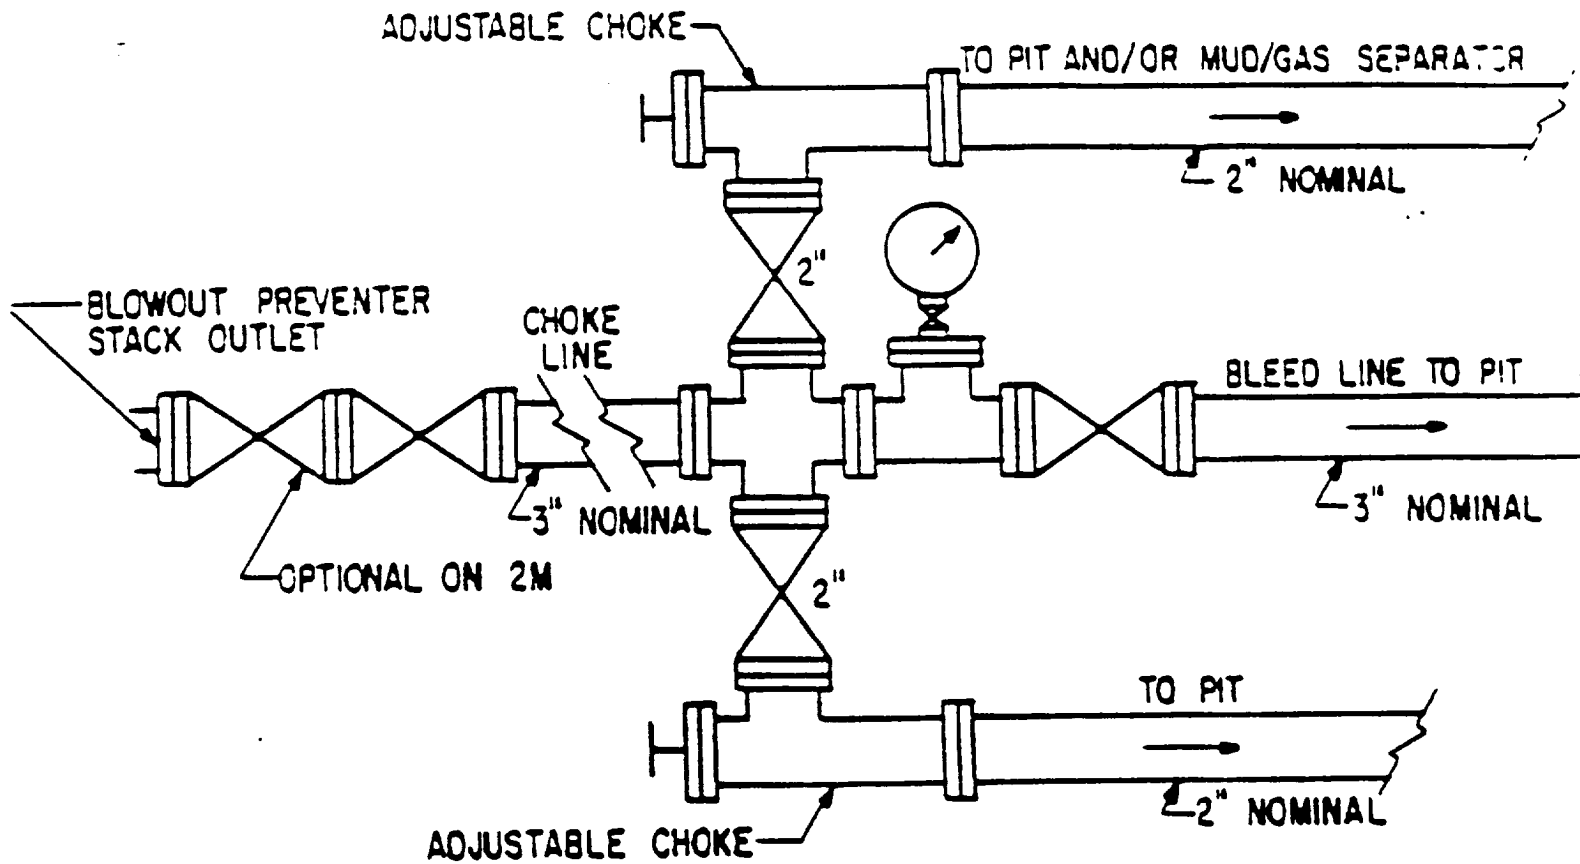 ADJUSTABLE CHOKE
TO PIT AND/OR MUD/GAS SEPARATOR
2" NOMINAL
2"
BLOWOUT PREVENTER
STACK OUTLET
CHOKE
LINE
BLEED LINE TO PIT
3" NOMINAL
3" NOMINAL
OPTIONAL ON 2M
2"
TO PIT
2" NOMINAL
ADJUSTABLE CHOKE